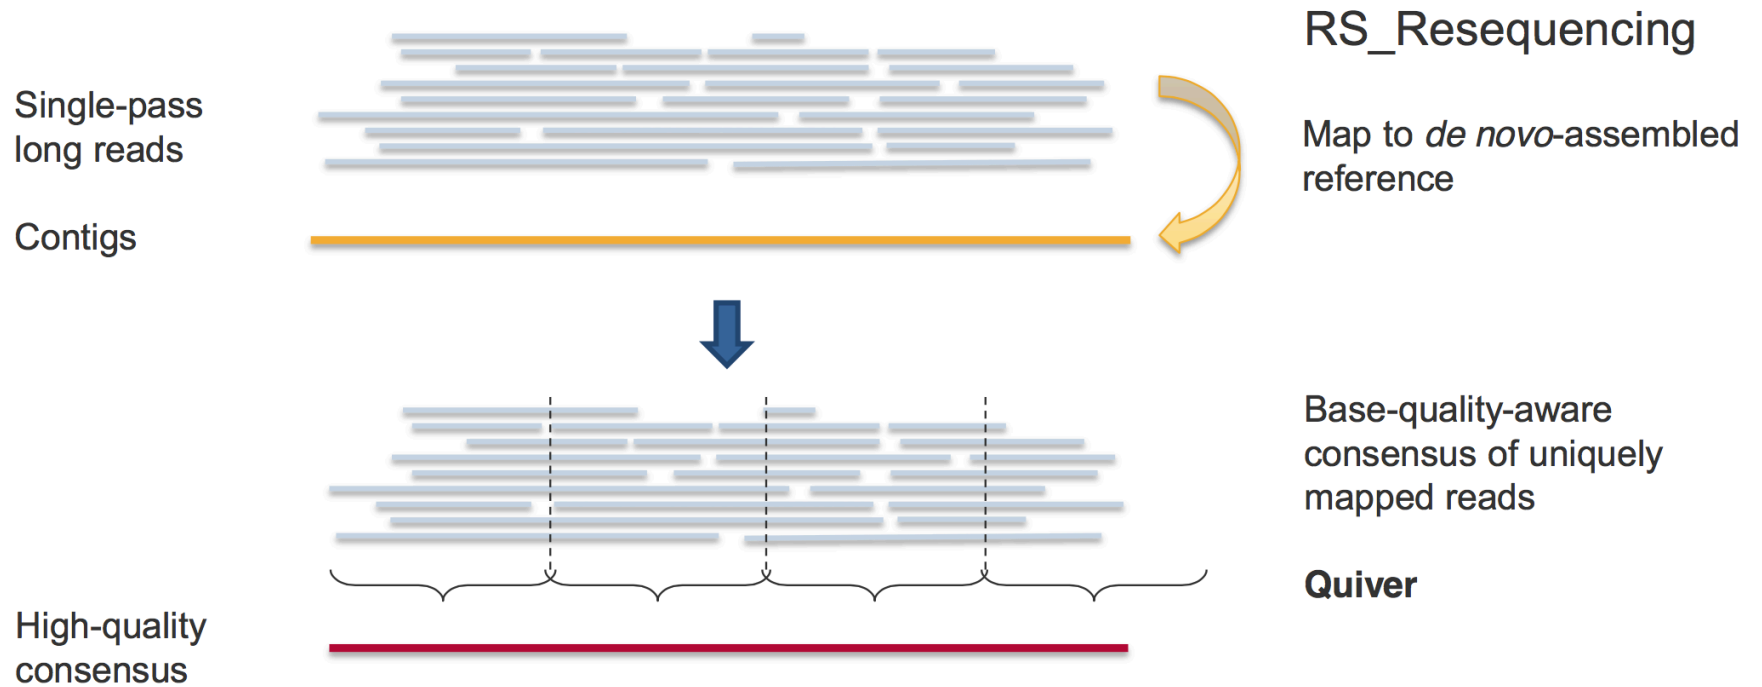 RS_Resequencing
Single-pass
long reads
Map to de novo-assembled
reference
Contigs
Base-quality-aware
consensus of uniquely
mapped reads
Quiver
High-quality
consensus